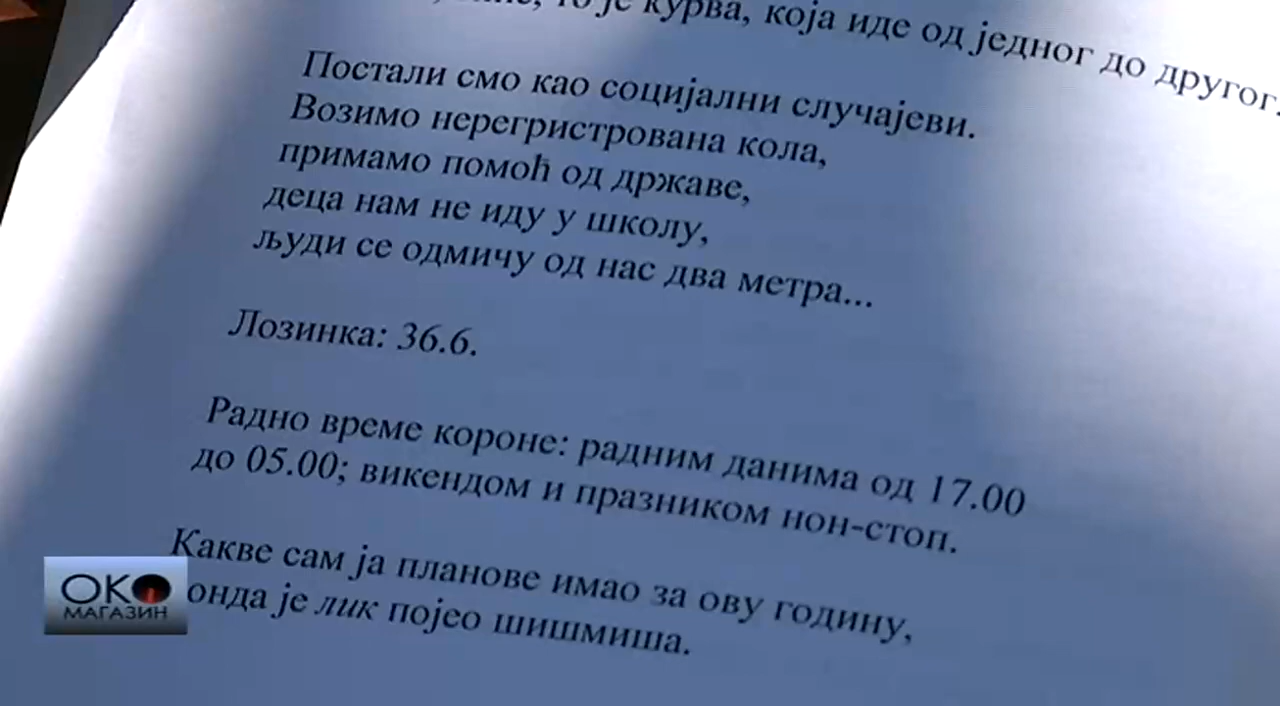 то је курва, која иде од једног до другог.
Постали смо као социјални случајеви.
Возимо нерегристрована кола,
примамо помоћ од државе,
деца нам не иду у школу,
људи се одмичу од нас два метра...
Лозинка: 36.6.
Радно време короне: радним данима од 17.00
до 05.00; викендом и празником нон-стоп.
Какве сам ја планове имао за ову годину,
онда је лик појео шишмиша.
ОКО
МАГАЗИН